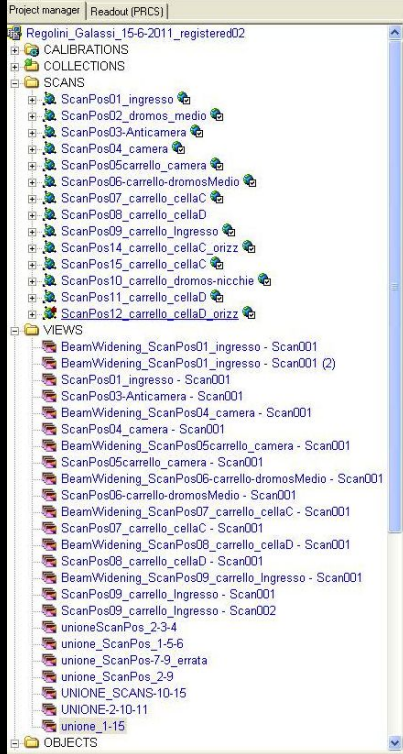 Project manager Readout (PRCS)
Regolini_Galassi_15-6-2011_registered02
CALIBRATIONS
COLLECTIONS
SCANS
ScanPos01_ingresso
ScanPos02_dromos_medio
ScanPos03-Anticamera
ScanPos04_camera
ScanPos05carrello_camera
ScanPos06-carrello-dromosMedio
ScanPos07_carrello_cellaC
ScanPos08_carrello_cellaD
ScanPos09_carrello_Ingresso
ScanPos14_carrello_cellaC_orizz
ScanPos15_carrello_cellaC
ScanPos10_carrello_dromos-nicchie
ScanPos11_carrello_cellaD
ScanPos12_carrello_cellaD_orizz
VIEWS
BeamWidening_ScanPos01_ingresso - Scan001
BeamWidening_ScanPos01_ingresso - Scan001 (2)
ScanPos01_ingresso - Scan001
ScanPos03-Anticamera - Scan001
BeamWidening_ScanPos04_camera - Scan001
ScanPos04_camera - Scan001
BeamWidening_ScanPos05carrello_camera - Scan001
ScanPos05carrello_camera - Scan001
BeamWidening_ScanPos06-carrello-dromosMedio - Scan001
ScanPos06-carrello-dromosMedio - Scan001
BeamWidening_ScanPos07_carrello_cellaC - Scan001
ScanPos07_carrello_cellaC - Scan001
BeamWidening_ScanPos08_carrello_cellaD - Scan001
ScanPos08_carrello_cellaD - Scan001
BeamWidening_ScanPos09_carrello_Ingresso - Scan001
ScanPos09_carrello_Ingresso - Scan001
ScanPos09_carrello_Ingresso - Scan002
unioneScanPos_2-3-4
unione_ScanPos_1-5-6
unione_ScanPos-7-9_errata
unione_ScanPos_2-9
UNIONE_SCANS-10-15
UNIONE-2-10-11
unione_1-15
OBJECTS